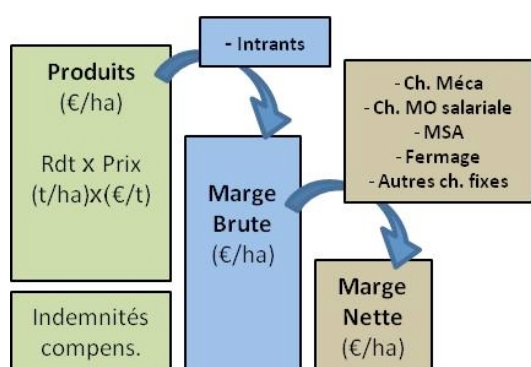 Produits
(€/ha)
Rdt x Prix
(t/ha)x(€/t)
Indemnités
compens.
- Intrants
Marge
Brute
(€/ha)
- Ch. Méca
- Ch. MO salariale
- MSA
- Fermage
- Autres ch. fixes
Marge
Nette
(€/ha)